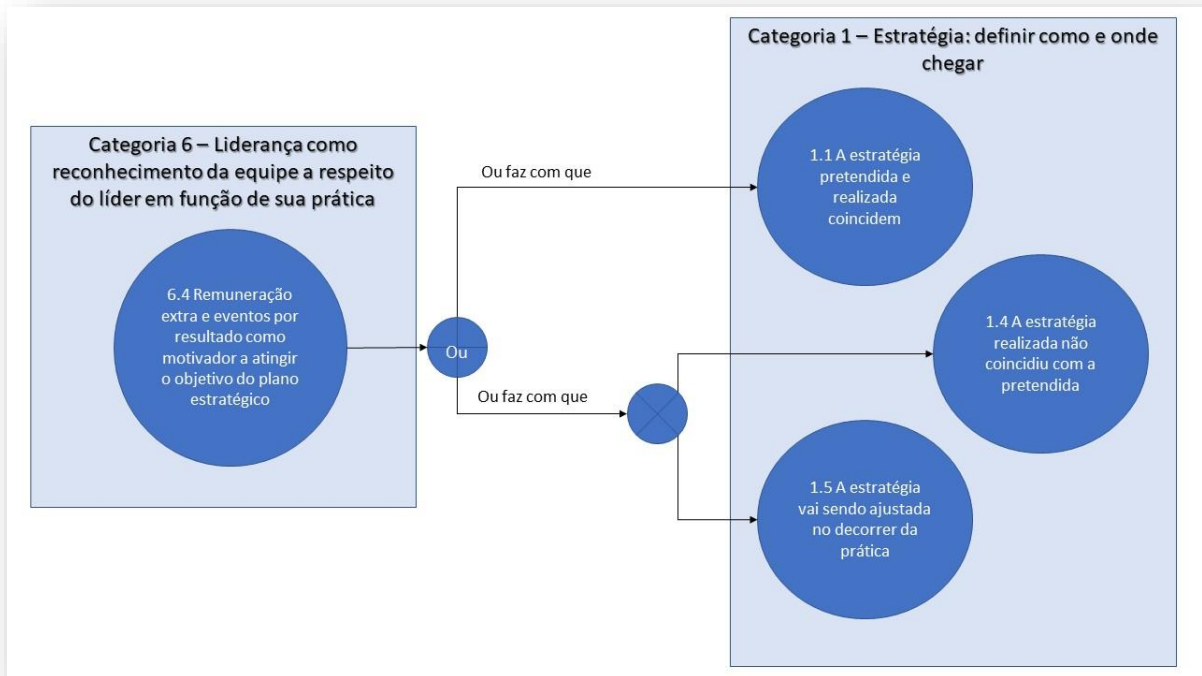 Categoria 6 – Liderança como
reconhecimento da equipe a respeito
do líder em função de sua prática
6.4 Remuneração
extra e eventos por
resultado como
motivador a atingir
o objetivo do plano
estratégico
Ou
Ou faz com que
Ou faz com que
Categoria 1 – Estratégia: definir como e onde
chegar
1.1 A estratégia
pretendida e
realizada
coincidem
1.4 A estratégia
realizada não
coincidiu com a
pretendida
1.5 A estratégia
vai sendo ajustada
no decorrer da
prática